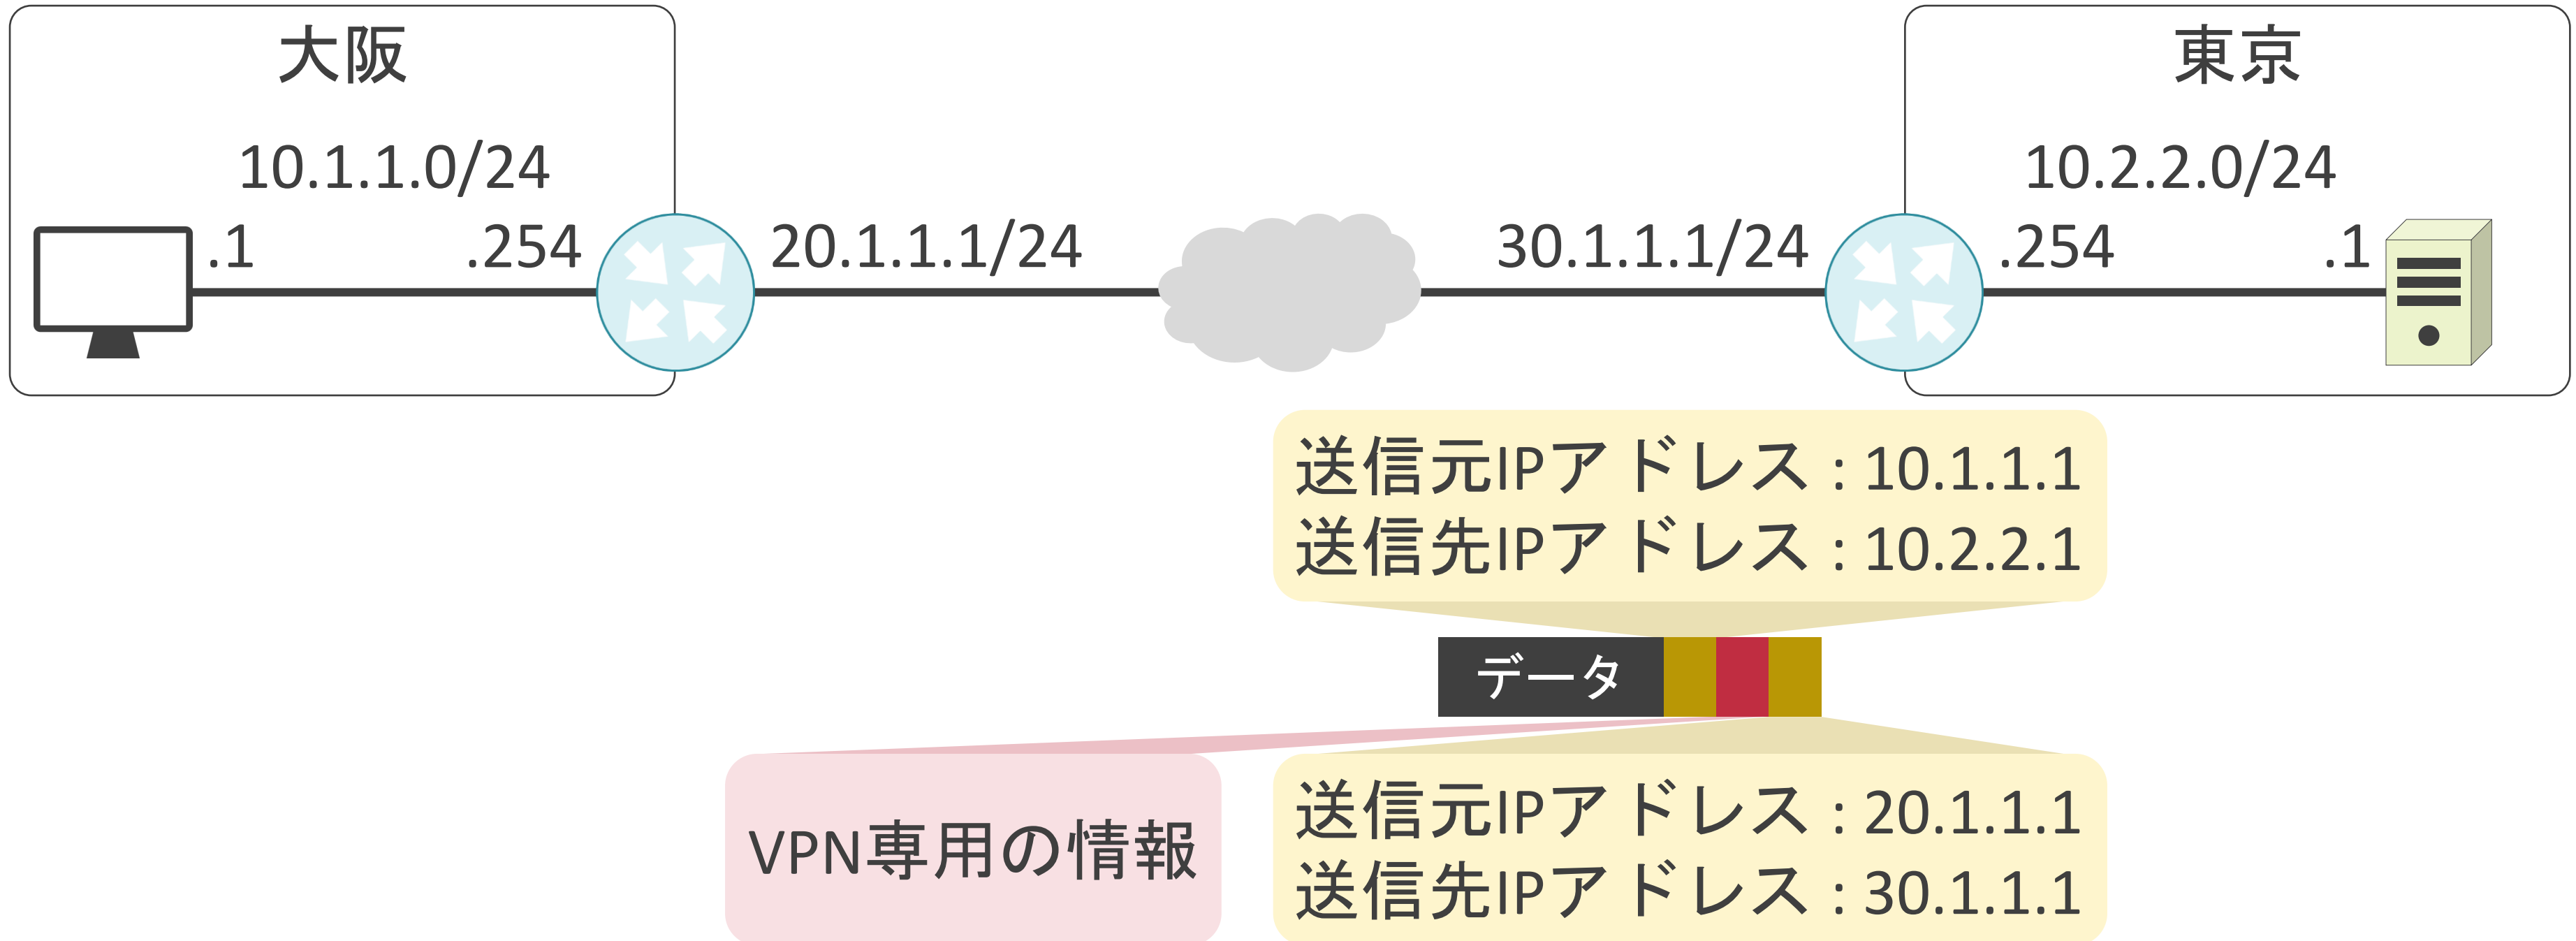 大阪
東京
10.1.1.0/24
10.2.2.0/24
.1
.254
20.1.1.1/24
30.1.1.1/24
.254
.1
送信元IPアドレス : 10.1.1.1
送信先IPアドレス : 10.2.2.1
データ
VPN専用の情報
送信元IPアドレス : 20.1.1.1
送信先IPアドレス : 30.1.1.1